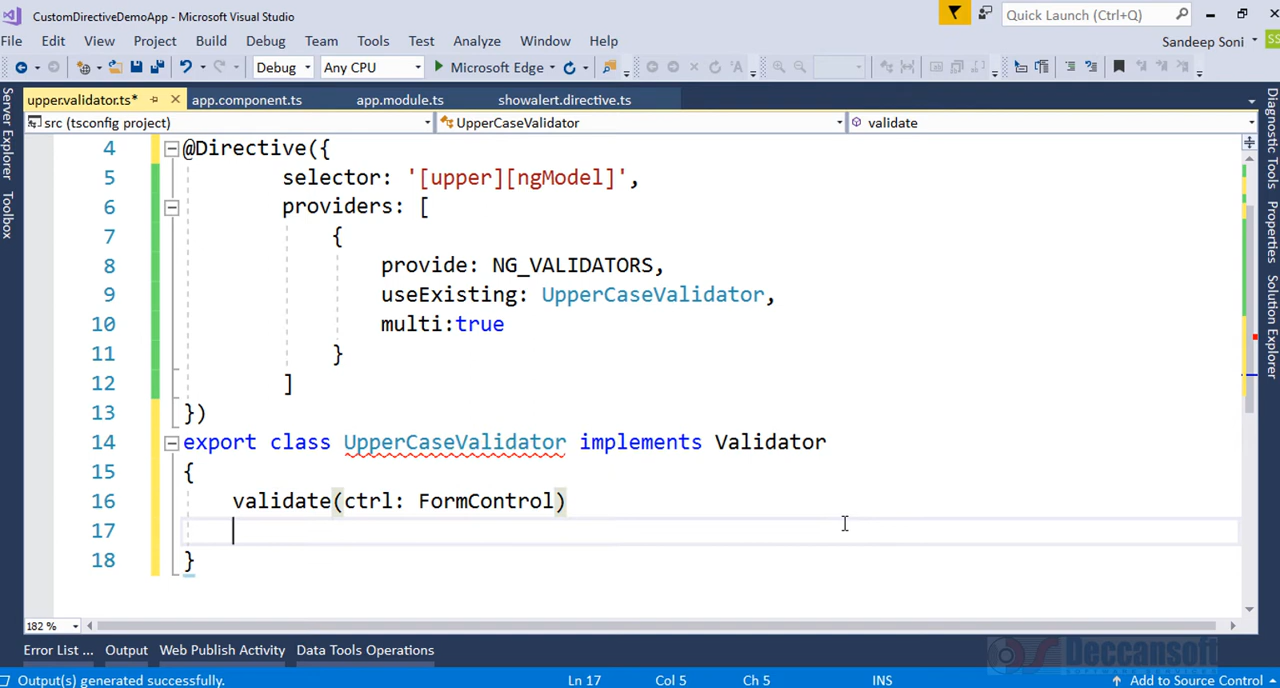 CustomDirectiveDemoApp - Microsoft Visual Studio
Quick Launch (Ctrl+Q)
File Edit View Project Build Debug Team Tools Test Analyze Window Help
Sandeep Soni SS
Debug Any CPU Microsoft Edge
upper.validator.ts* app.component.ts app.module.ts showalert.directive.ts
src (tsconfig project) UpperCaseValidator validate
4 @Directive({
5 selector: '[upper][ngModel]',
6 providers: [
7 {
8 provide: NG_VALIDATORS,
9 useExisting: UpperCaseValidator,
10 multi:true
11 }
12 ]
13 })
14 export class UpperCaseValidator implements Validator
15 {
16 validate(ctrl: FormControl)
17
18 }
Server Explorer
Toolbox
Diagnostic Tools
Properties
Solution Explorer
182 %
Error List ... Output Web Publish Activity Data Tools Operations
Deccansoft
Output(s) generated successfully. Ln 17 Col 5 Ch 5 INS Add to Source Control